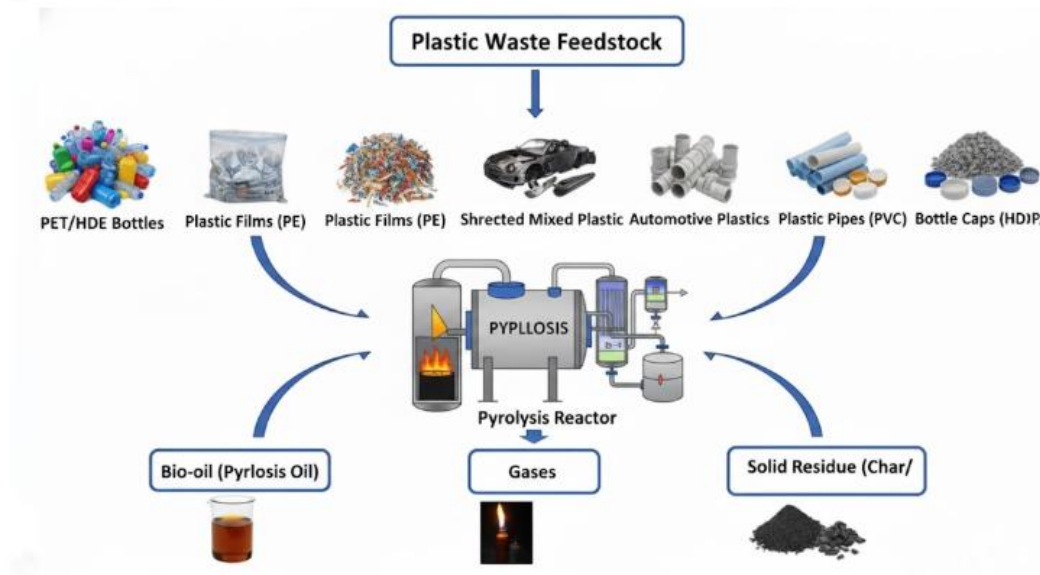 Plastic Waste Feedstock
PET/HDE Bottles
Plastic Films (PE)
Plastic Films (PE)
Shrected Mixed Plastic
Automotive Plastics
Plastic Pipes (PVC)
Bottle Caps (HD)P/
PYPLLOSIS
Pyrolysis Reactor
Bio-oil (Pyrlosis Oil)
Gases
Solid Residue (Char/